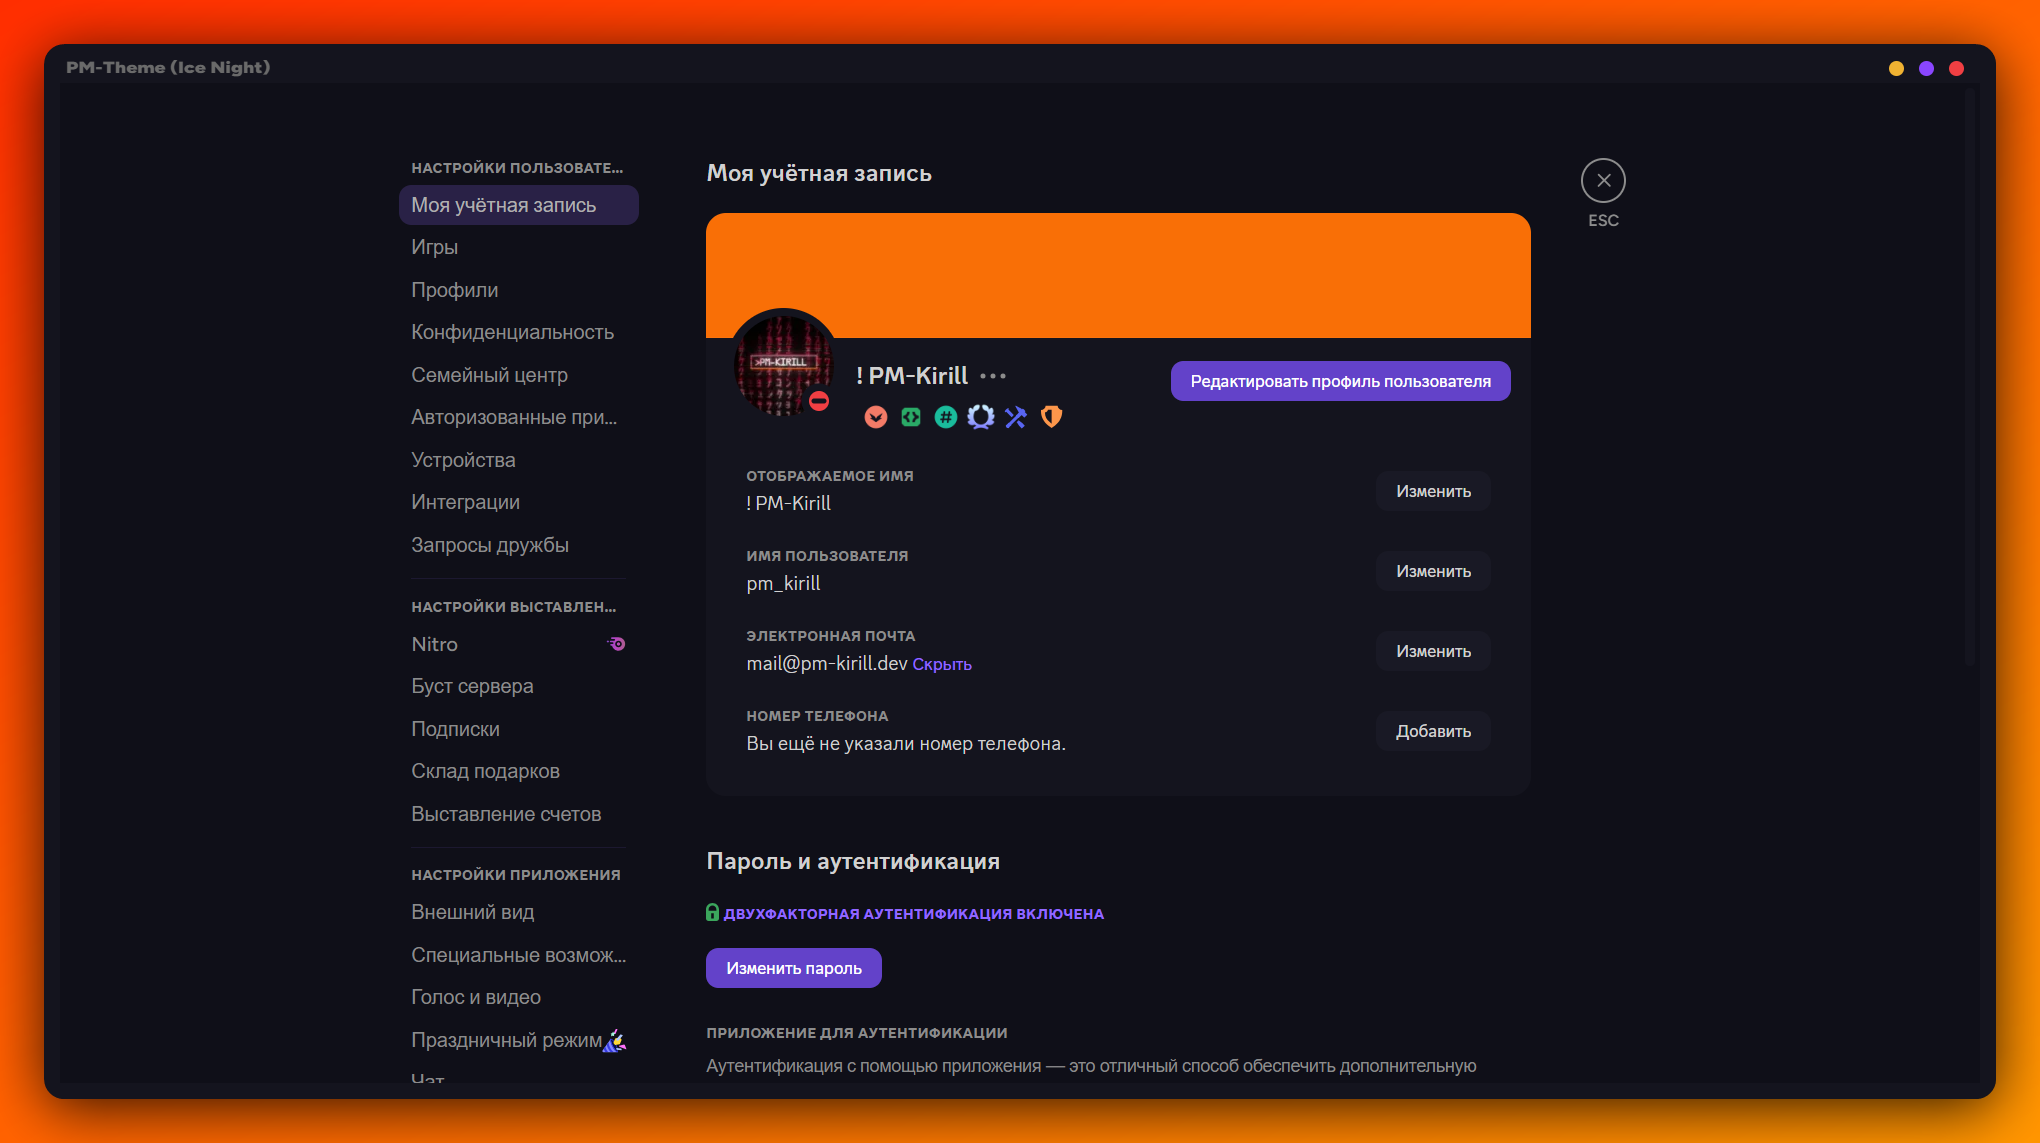 PM-Theme (Ice Night)
НАСТРОЙКИ ПОЛЬЗОВАТЕ...
Моя учётная запись
Игры
Профили
Конфиденциальность
Семейный центр
Авторизованные при...
Устройства
Интеграции
Запросы дружбы
НАСТРОЙКИ ВЫСТАВЛЕН...
Nitro
Буст сервера
Подписки
Склад подарков
Выставление счетов
НАСТРОЙКИ ПРИЛОЖЕНИЯ
Внешний вид
Специальные возмож...
Голос и видео
Праздничный режим
Чат
Моя учётная запись
ESC
>PM-KIRILL
! PM-Kirill
Редактировать профиль пользователя
#
ОТОБРАЖАЕМОЕ ИМЯ
! PM-Kirill
Изменить
ИМЯ ПОЛЬЗОВАТЕЛЯ
pm_kirill
Изменить
ЭЛЕКТРОННАЯ ПОЧТА
mail@pm-kirill.dev Скрыть
Изменить
НОМЕР ТЕЛЕФОНА
Вы ещё не указали номер телефона.
Добавить
Пароль и аутентификация
ДВУХФАКТОРНАЯ АУТЕНТИФИКАЦИЯ ВКЛЮЧЕНА
Изменить пароль
ПРИЛОЖЕНИЕ ДЛЯ АУТЕНТИФИКАЦИИ
Аутентификация с помощью приложения — это отличный способ обеспечить дополнительную